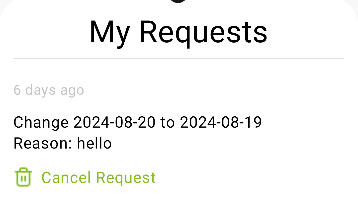 My Requests
6 days ago
Change 2024-08-20 to 2024-08-19
Reason: hello
Cancel Request